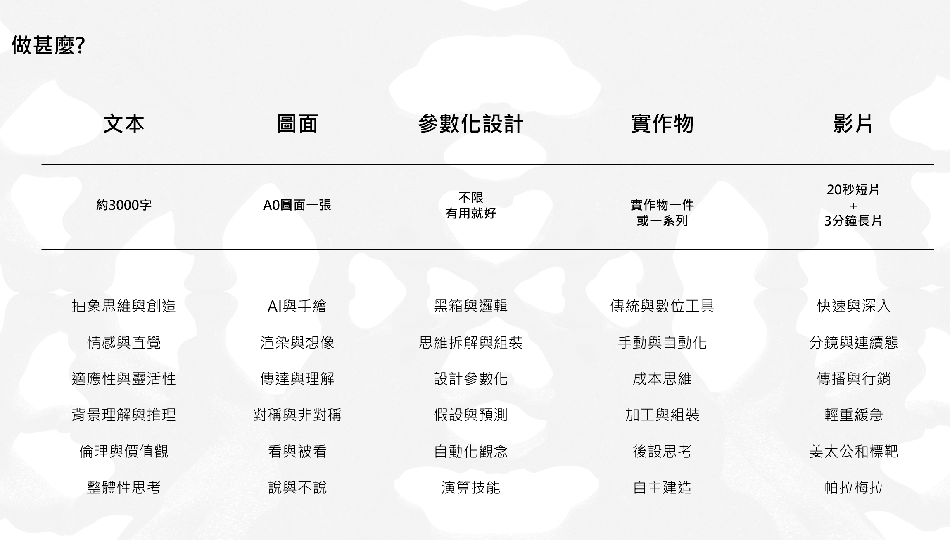 做甚麼?
文本 圖面 參數化設計 實作物 影片
約3000字 A0圖面一張 不限 有用就好 實作物一件 或一系列 20秒短片 + 3分鐘長片
抽象思維與創造 AI與手繪 黑箱與邏輯 傳統與數位工具 快速與深入
情感與直覺 渲染與想像 思維拆解與組裝 手動與自動化 分鏡與連續態
適應性與靈活性 傳達與理解 設計參數化 成本思維 傳播與行銷
背景理解與推理 對稱與非對稱 假設與預測 加工與組裝 輕重緩急
倫理與價值觀 看與被看 自動化觀念 後設思考 姜太公和標靶
整體性思考 說與不說 演算技能 自主建造 帕拉梅拉